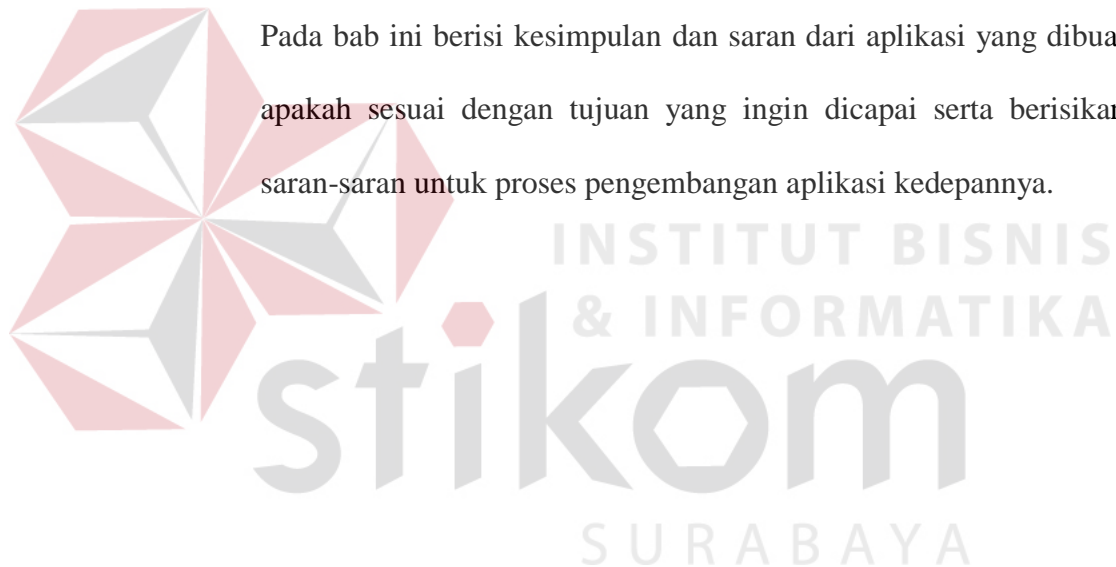 Pada bab ini berisi kesimpulan dan saran dari aplikasi yang dibua
apakah sesuai dengan tujuan yang ingin dicapai serta berisikan
saran-saran untuk proses pengembangan aplikasi kedepannya.
INSTITUT BISNIS
& INFORMATIKA
stikom
SURABAYA